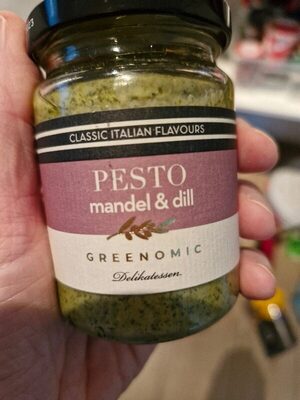 CLASSIC ITALIAN FLAVOURS
PESTO
mandel & dill
GREENOMIC
Delikatessen.